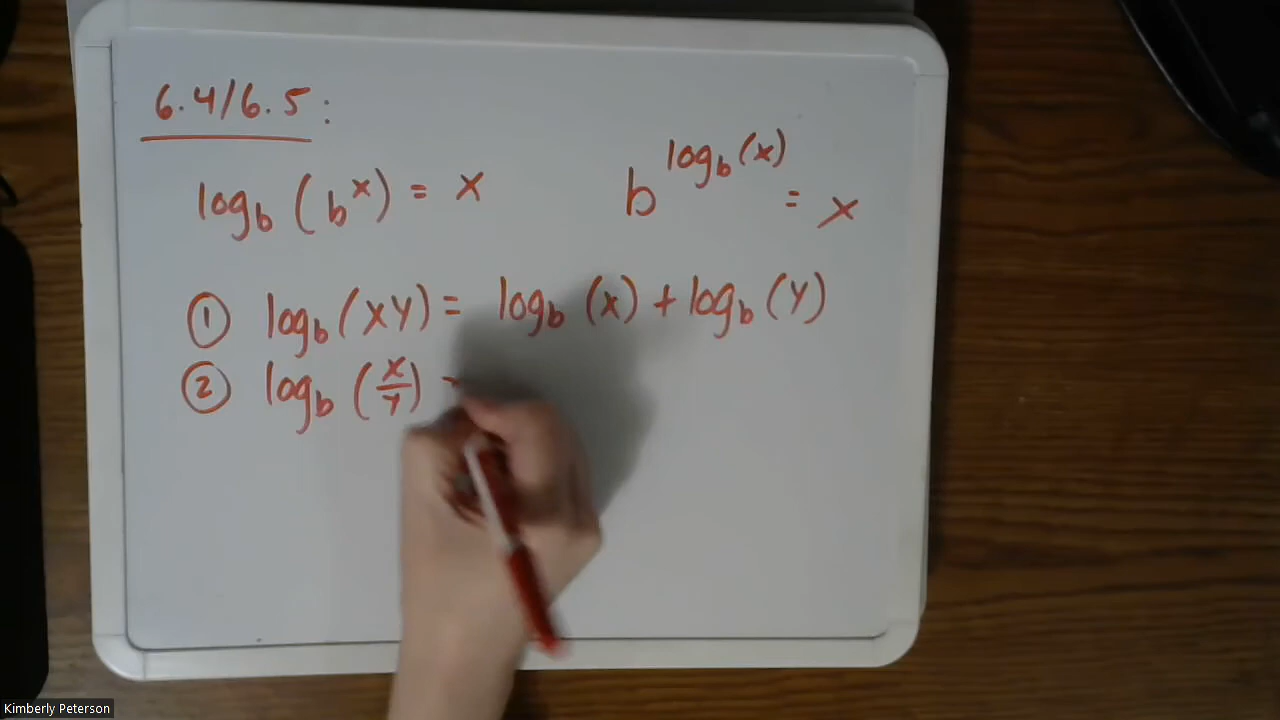 6.4/6.5:
log_b(b^x) = x
b^{log_b(x)} = x
① log_b(xy) = log_b(x) + log_b(y)
② log_b(x/y) =
Kimberly Peterson